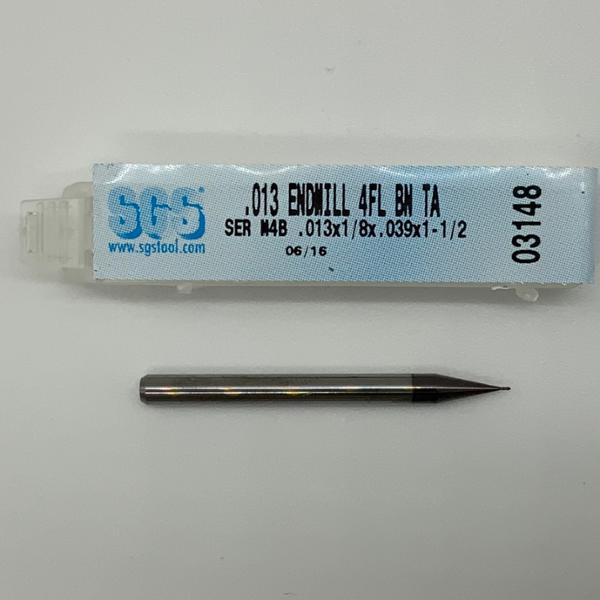 SGS
www.sgstool.com
.013 ENDMILL 4FL BN TA
SER M4B .013x1/8x.039x1-1/2
06/16
03148